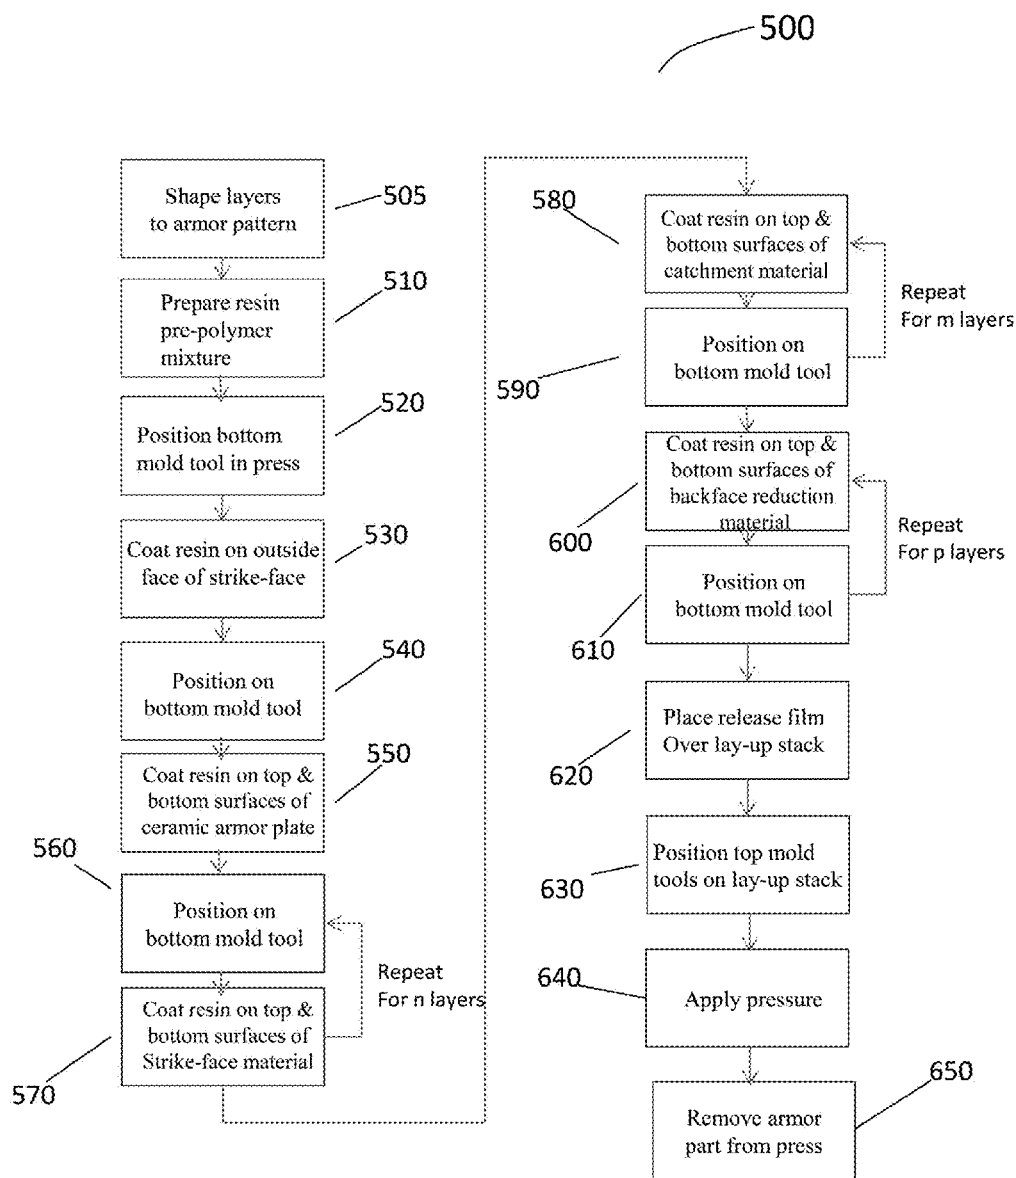 500
Shape layers
to armor pattern
505
Prepare resin
pre-polymer
mixture
510
Position bottom
mold tool in press
520
Coat resin on outside
face of strike-face
530
Position on
bottom mold tool
540
Coat resin on top &
bottom surfaces of
ceramic armor plate
550
560
Position on
bottom mold tool
Repeat
For n layers
Coat resin on top &
bottom surfaces of
Strike-face material
570
580
Coat resin on top &
bottom surfaces of
catchment material
Repeat
For m layers
Position on
bottom mold tool
590
Coat resin on top &
bottom surfaces of
backface reduction
material
600
Repeat
For p layers
Position on
bottom mold tool
610
Place release film
Over lay-up stack
620
Position top mold
tools on lay-up stack
630
640
Apply pressure
650
Remove armor
part from press